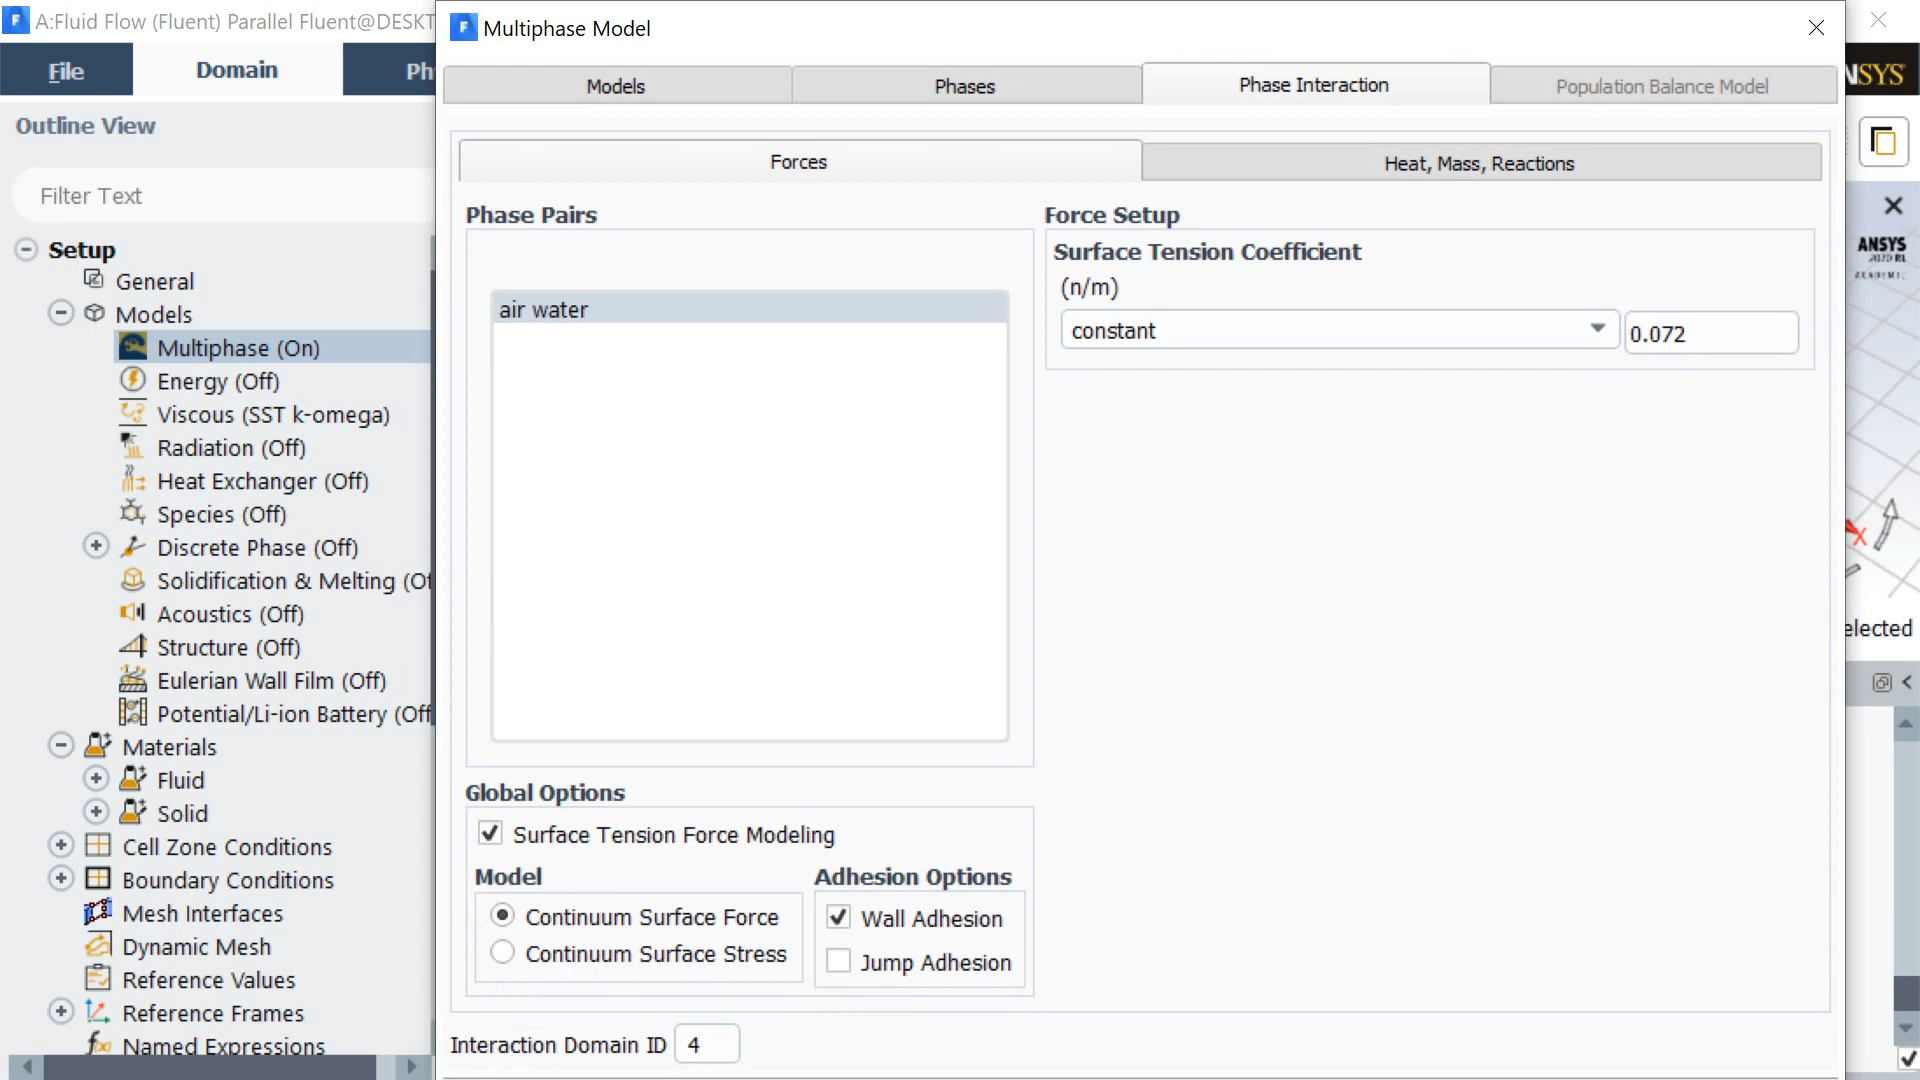 A:Fluid Flow (Fluent) Parallel Fluent@DESKT
File
Domain
Ph
Outline View
Filter Text
Setup
General
Models
Multiphase (On)
Energy (Off)
Viscous (SST k-omega)
Radiation (Off)
Heat Exchanger (Off)
Species (Off)
Discrete Phase (Off)
Solidification & Melting (Of
Acoustics (Off)
Structure (Off)
Eulerian Wall Film (Off)
Potential/Li-ion Battery (Off
Materials
Fluid
Solid
Cell Zone Conditions
Boundary Conditions
Mesh Interfaces
Dynamic Mesh
Reference Values
Reference Frames
Named Expressions
Multiphase Model
Models
Phases
Phase Interaction
Population Balance Model
Forces
Heat, Mass, Reactions
Phase Pairs
air water
Force Setup
Surface Tension Coefficient
(n/m)
constant
0.072
Global Options
Surface Tension Force Modeling
Model
Continuum Surface Force
Continuum Surface Stress
Adhesion Options
Wall Adhesion
Jump Adhesion
Interaction Domain ID
4
NSYS
ANSYS
2020 R1
ACADEMIC
X
elected